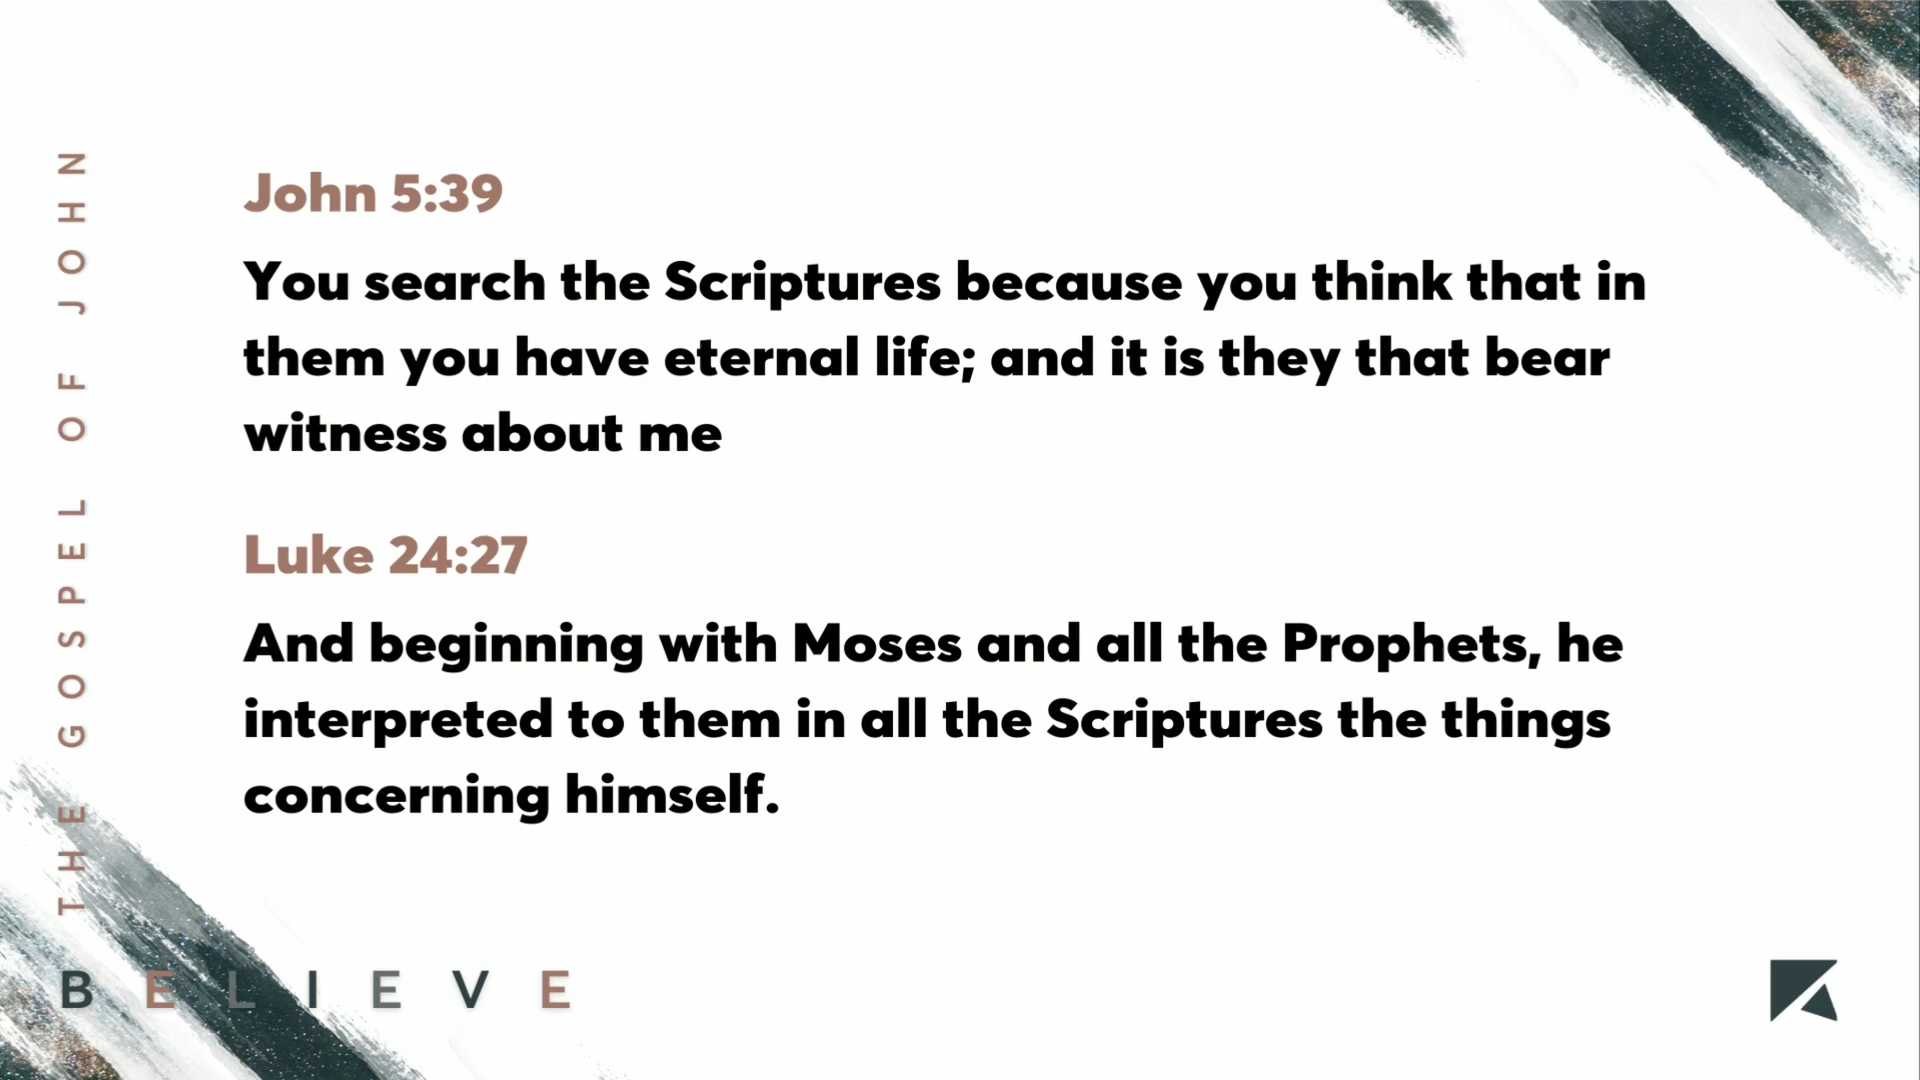 John 5:39
You search the Scriptures because you think that in
them you have eternal life; and it is they that bear
witness about me
Luke 24:27
And beginning with Moses and all the Prophets, he
interpreted to them in all the Scriptures the things
concerning himself.
THE GOSPEL OF JOHN
BELIEVE